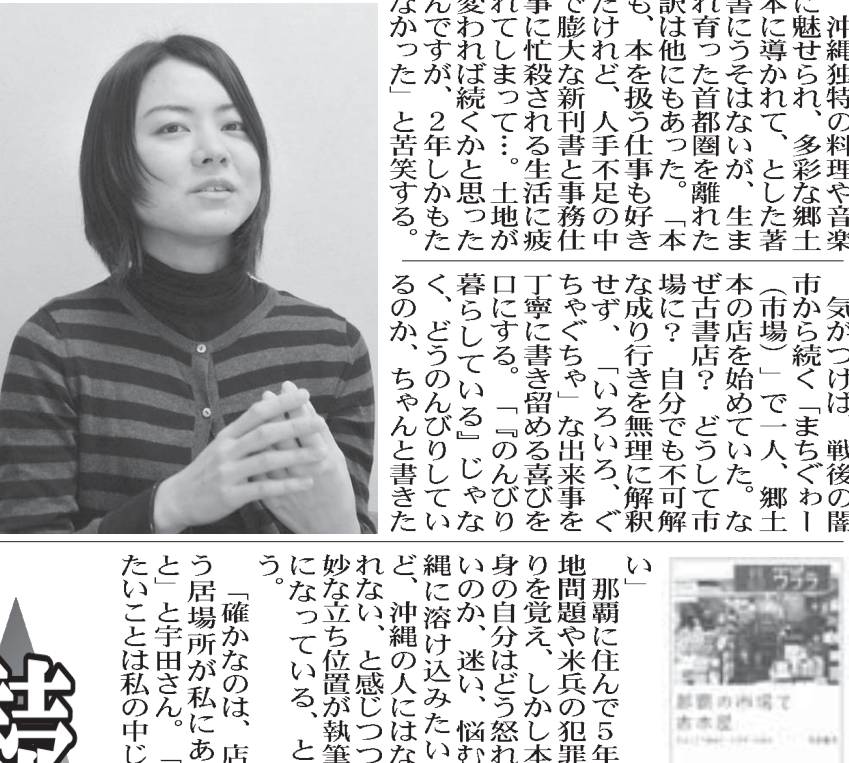 沖縄独特の料理や音楽
に魅せられ、多彩な郷土
本に導かれて、とした著
書にうそはないが、生ま
れ育った首都圏を離れた
訳は他にもあった。「本
も、本を扱う仕事も好き
だけれど、人手不足の中
で膨大な新刊書と事務仕
事に忙殺される生活に疲
れてしまって…。土地が
変われば続くかと思った
んですが、２年しかもた
なかった」と苦笑する。
気がつけば、戦後の闇
市から続く「まちぐゎー
（市場）」で一人、郷土
本の店を始めていた。な
ぜ古書店？　どうして市
場に？　自分でも不可解
な成り行きを無理に解釈
せず、「いろいろ、ぐ
ちゃぐちゃ」な出来事を
丁寧に書き留める喜びを
口にする。「『のんびり
暮らしている』じゃな
く、どうのんびりしてい
るのか、ちゃんと書きた
い」
那覇に住んで５年
地問題や米兵の犯罪
りを覚え、しかし本
身の自分はどう怒れ
いのか、迷い、悩む
縄に溶け込みたい
ど、沖縄の人にはな
れない、と感じつつ
妙な立ち位置が執筆
になっている、と
う。
「確かなのは、店
う居場所が私にあ
と」と宇田さん。「
たいことは私の中じ
那覇の市場で
古本屋